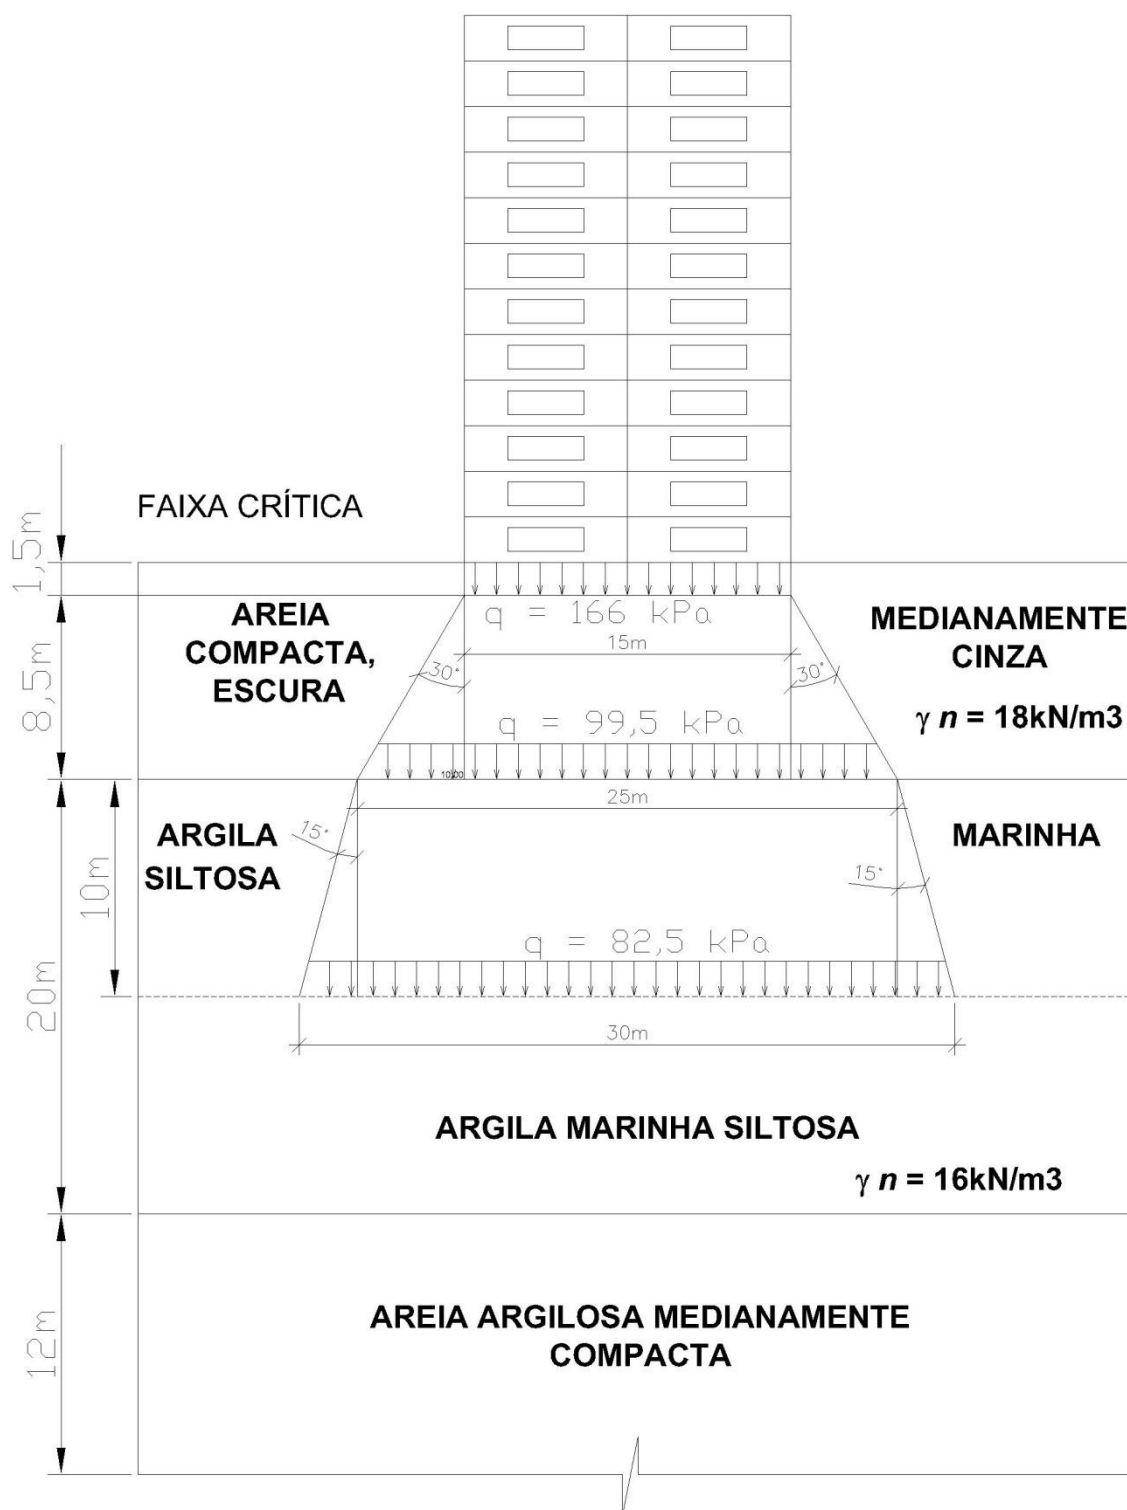 FAIXA CRÍTICA
1,5m
AREIA
COMPACTA,
ESCURA
q = 166 kPa
15m
MEDIANAMENTE
CINZA
8,5m
30°
30°
γ n = 18kN/m3
q = 99,5 kPa
10.00
25m
ARGILA
SILTOSA
15°
MARINHA
15°
10m
q = 82,5 kPa
20m
30m
ARGILA MARINHA SILTOSA
γ n = 16kN/m3
AREIA ARGILOSA MEDIANAMENTE
COMPACTA
12m